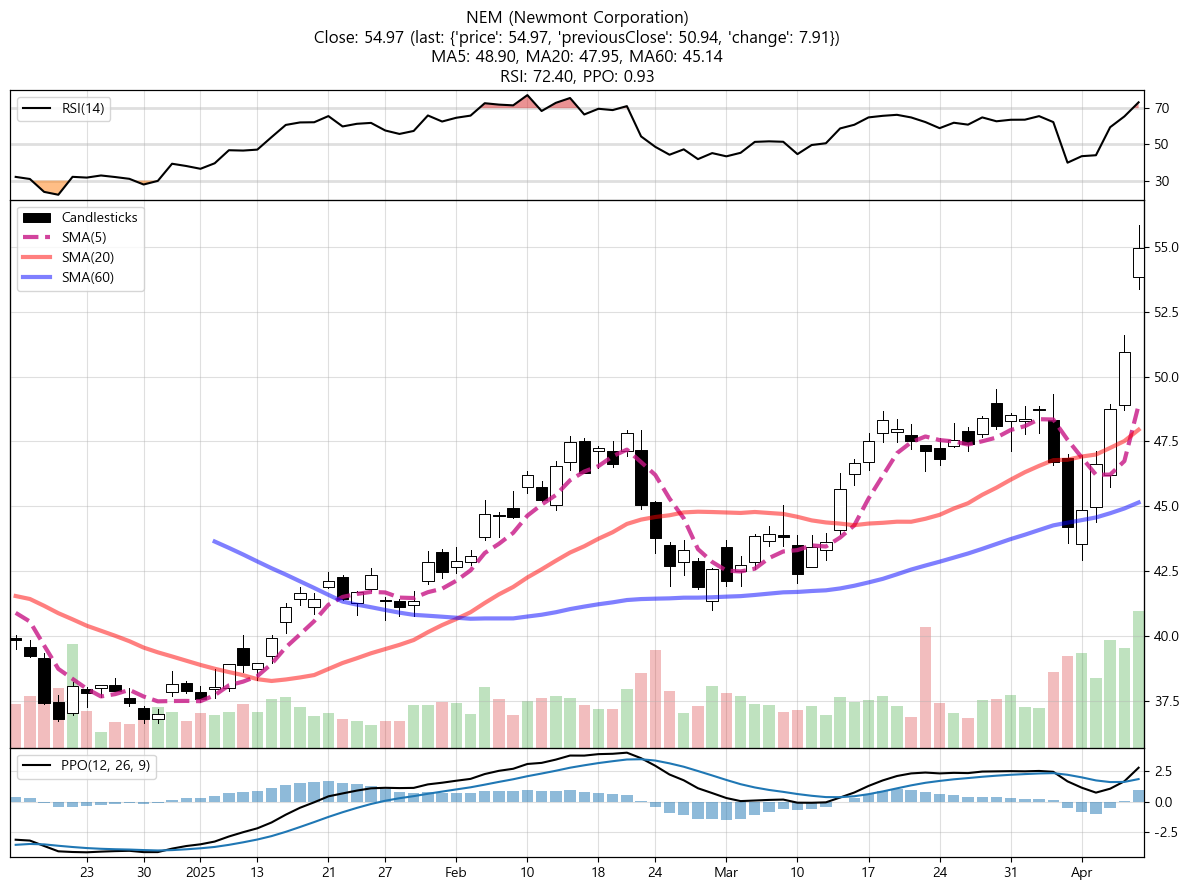 NEM (Newmont Corporation)
Close: 54.97 (last: {'price': 54.97, 'previousClose': 50.94, 'change': 7.91})
MA5: 48.90, MA20: 47.95, MA60: 45.14
RSI: 72.40, PPO: 0.93
RSI(14)
70
50
30
Candlesticks
SMA(5)
SMA(20)
SMA(60)
55.0
52.5
50.0
47.5
45.0
42.5
40.0
37.5
PPO(12, 26, 9)
2.5
0.0
−2.5
23 30 2025 13 21 27 Feb 10 18 24 Mar 10 17 24 31 Apr